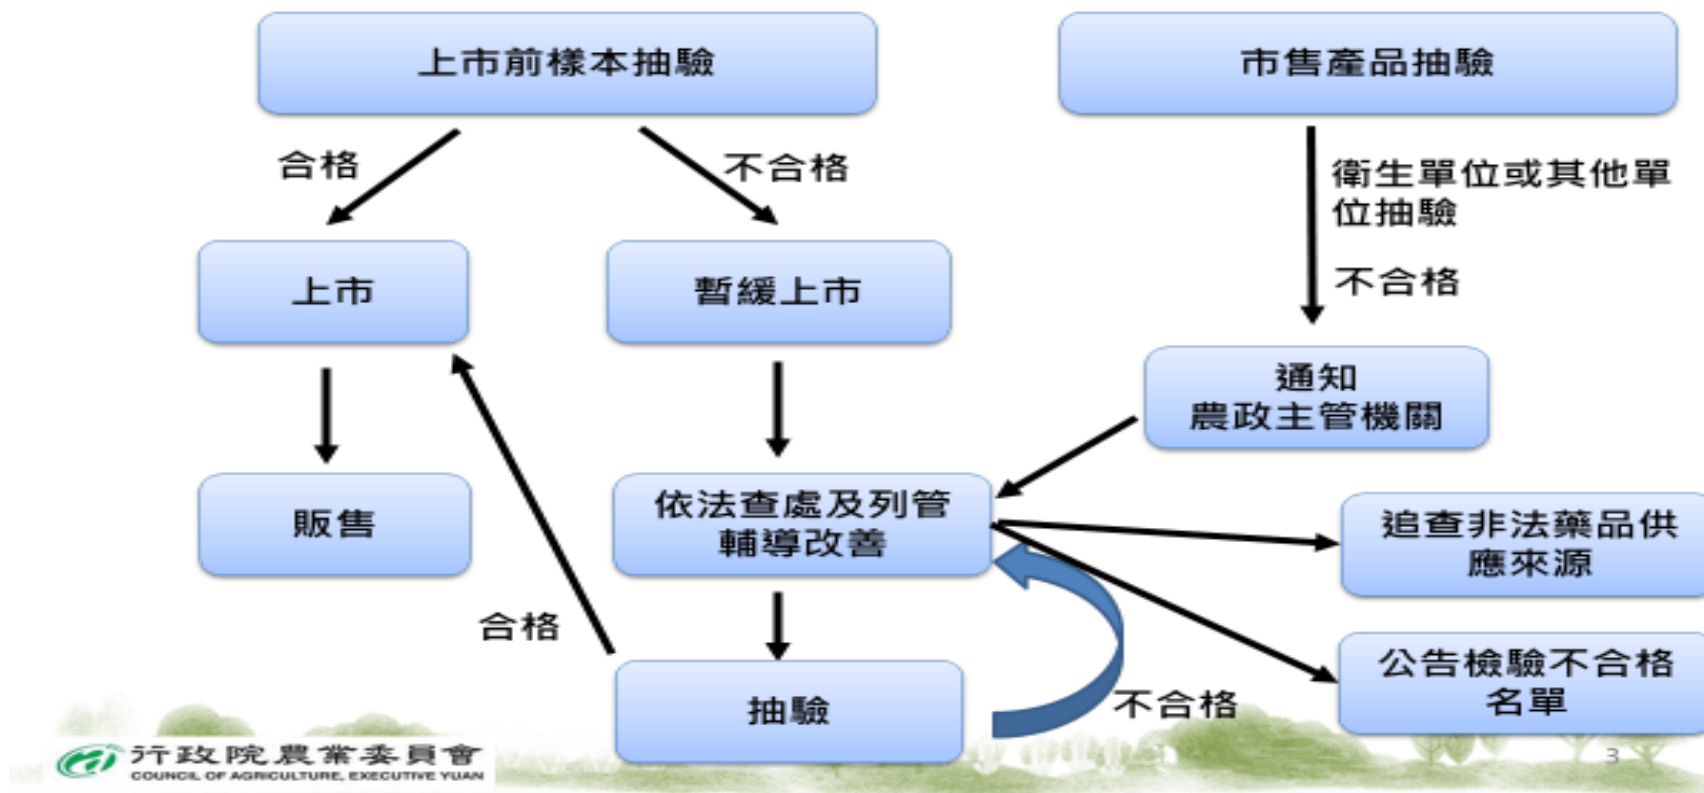 上市前樣本抽驗
市售產品抽驗
合格
不合格
衛生單位或其他單
位抽驗
不合格
上市
暫緩上市
通知
農政主管機關
販售
依法查處及列管
輔導改善
追查非法藥品供
應來源
合格
抽驗
不合格
公告檢驗不合格
名單
行政院農業委員會
COUNCIL OF AGRICULTURE, EXECUTIVE YUAN
3